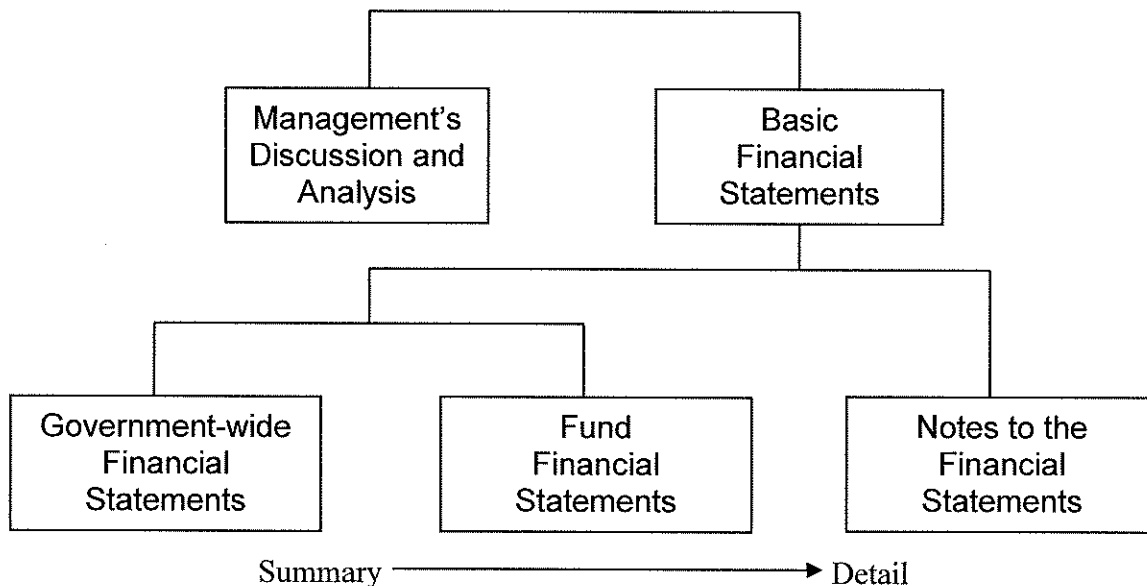 Management's
Discussion and
Analysis
Basic
Financial
Statements
Government-wide
Financial
Statements
Fund
Financial
Statements
Notes to the
Financial
Statements
Summary
Detail